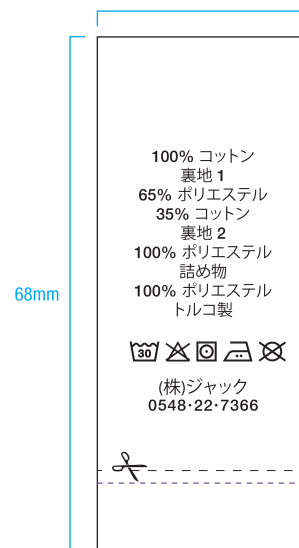 68mm
100% コットン
裏地 1
65% ポリエステル
35% コットン
裏地 2
100% ポリエステル
詰め物
100% ポリエステル
トルコ製
30
(株)ジャック
0548·22·7366